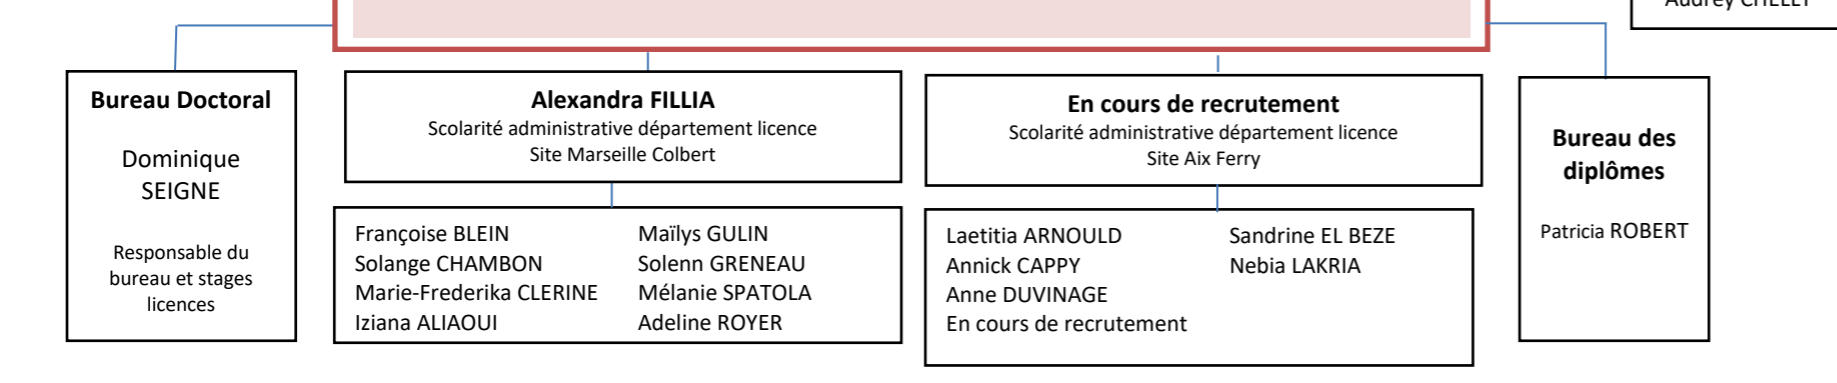 Audrey CHELET
Bureau Doctoral
Dominique
SEIGNE
Responsable du
bureau et stages
licences
Alexandra FILLIA
Scolarité administrative département licence
Site Marseille Colbert
Françoise BLEIN
Solange CHAMBON
Marie-Frederika CLERINE
Iziana ALIAOUI
Maïlys GULIN
Solenn GRENEAU
Mélanie SPATOLA
Adeline ROYER
En cours de recrutement
Scolarité administrative département licence
Site Aix Ferry
Laetitia ARNOULD
Annick CAPPY
Anne DUVINAGE
En cours de recrutement
Sandrine EL BEZE
Nebia LAKRIA
Bureau des
diplômes
Patricia ROBERT